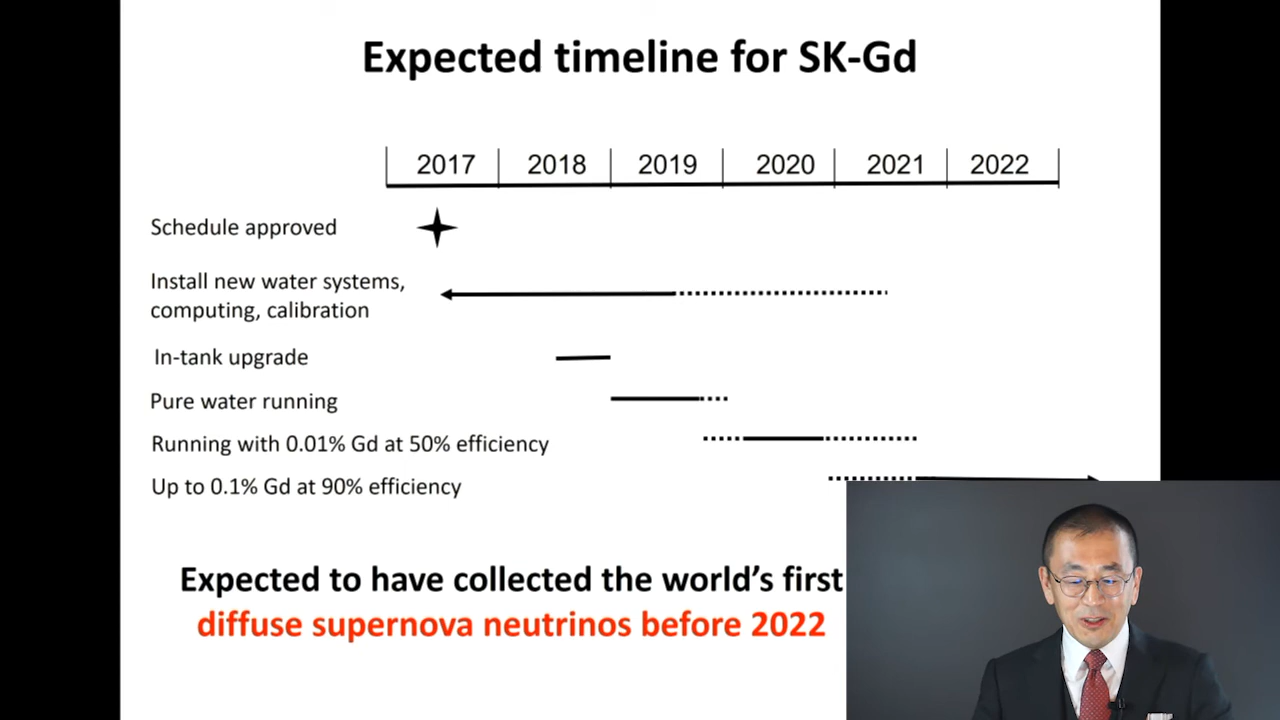 Expected timeline for SK-Gd
2017 2018 2019 2020 2021 2022
Schedule approved
Install new water systems,
computing, calibration
In-tank upgrade
Pure water running
Running with 0.01% Gd at 50% efficiency
Up to 0.1% Gd at 90% efficiency
Expected to have collected the world’s first
diffuse supernova neutrinos before 2022